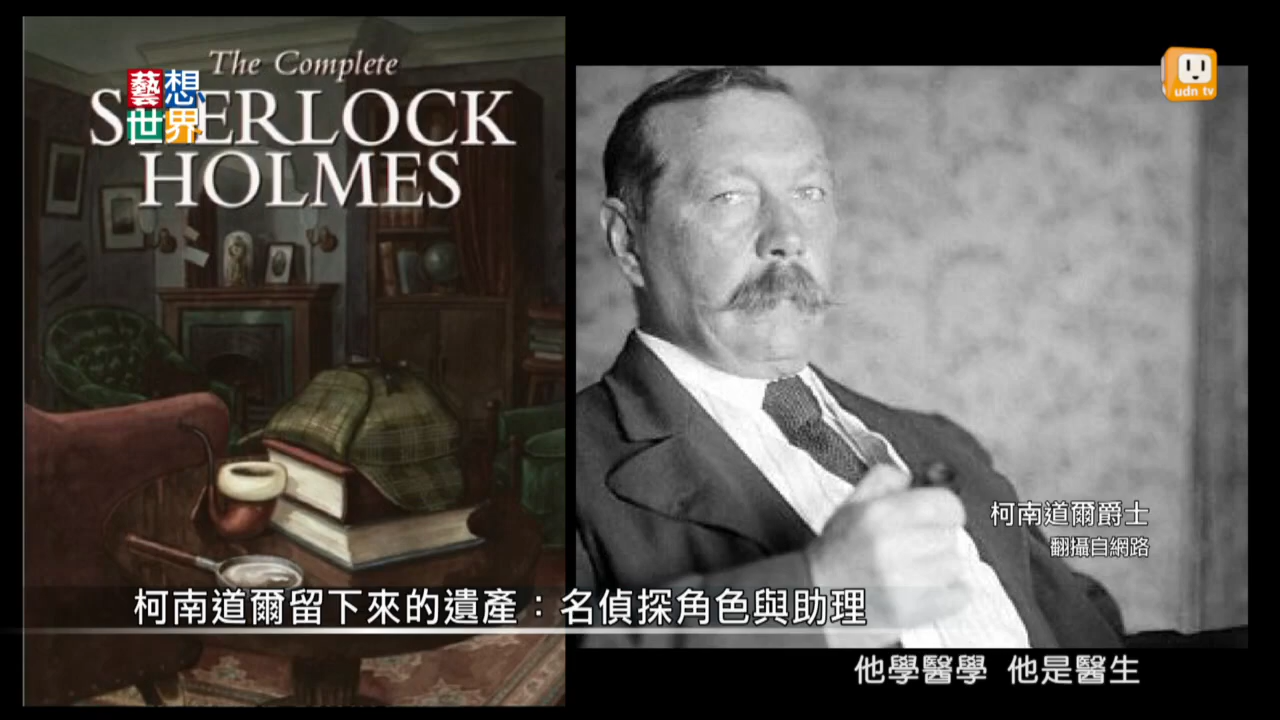 The Complete
SHERLOCK
HOLMES
藝想
世界
udn tv
柯南道爾爵士
翻攝自網路
柯南道爾留下來的遺產：名偵探角色與助理
他學醫學 他是醫生